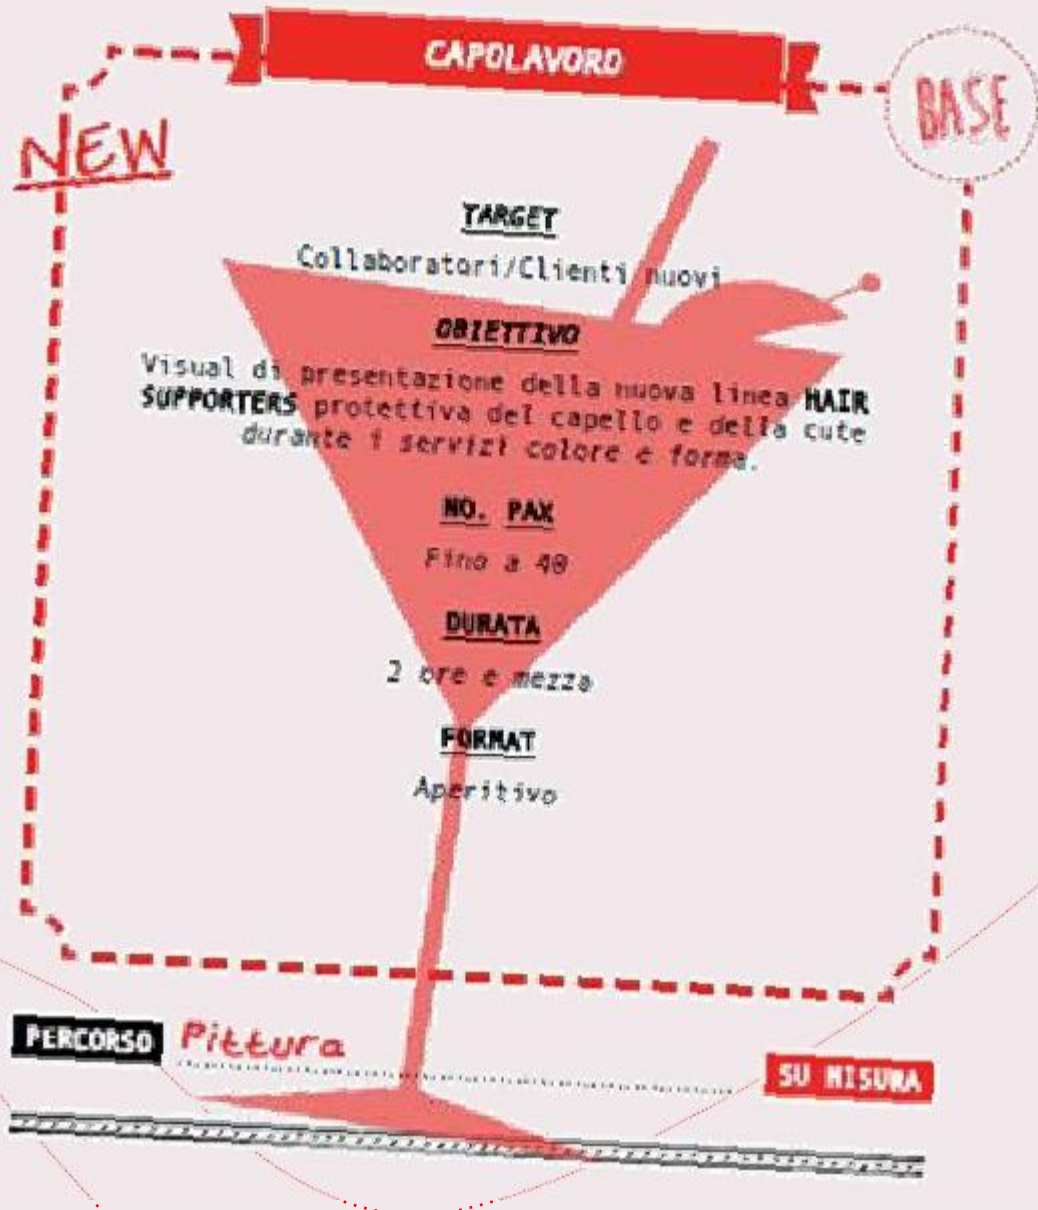 CAPOLAVORO
BASE
NEW
TARGET
Collaboratori/Clienti nuovi
OBIETTIVO
Visual di presentazione della nuova linea HAIR
SUPPORTERS protettiva del capello e della cute
durante i servizi colore e forma.
NO. PAX
Fino a 40
DURATA
2 ore e mezza
FORMAT
Aperitivo
PERCORSO Pittura
SU MISURA